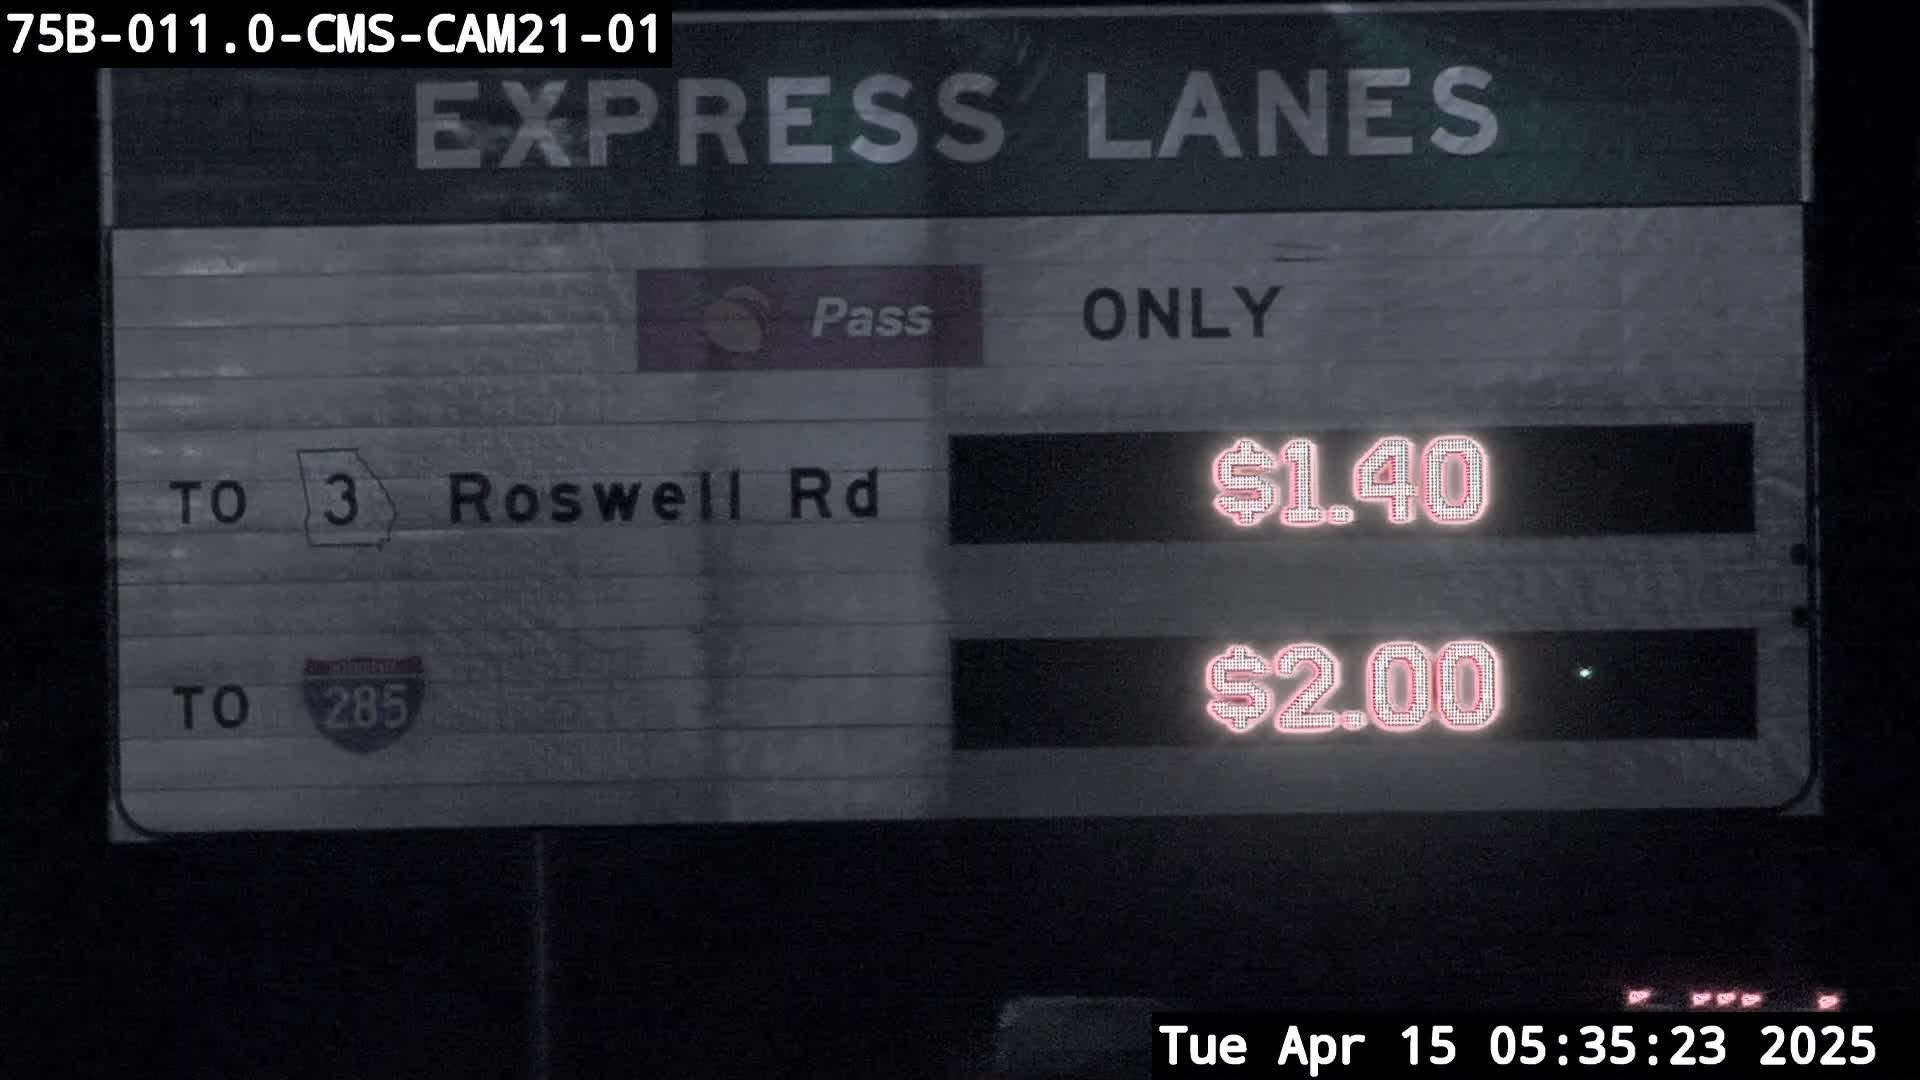 75B-011.0-CMS-CAM21-01
EXPRESS LANES
Pass ONLY
TO 3 Roswell Rd $1.40
TO 285 $2.00
Tue Apr 15 05:35:23 2025